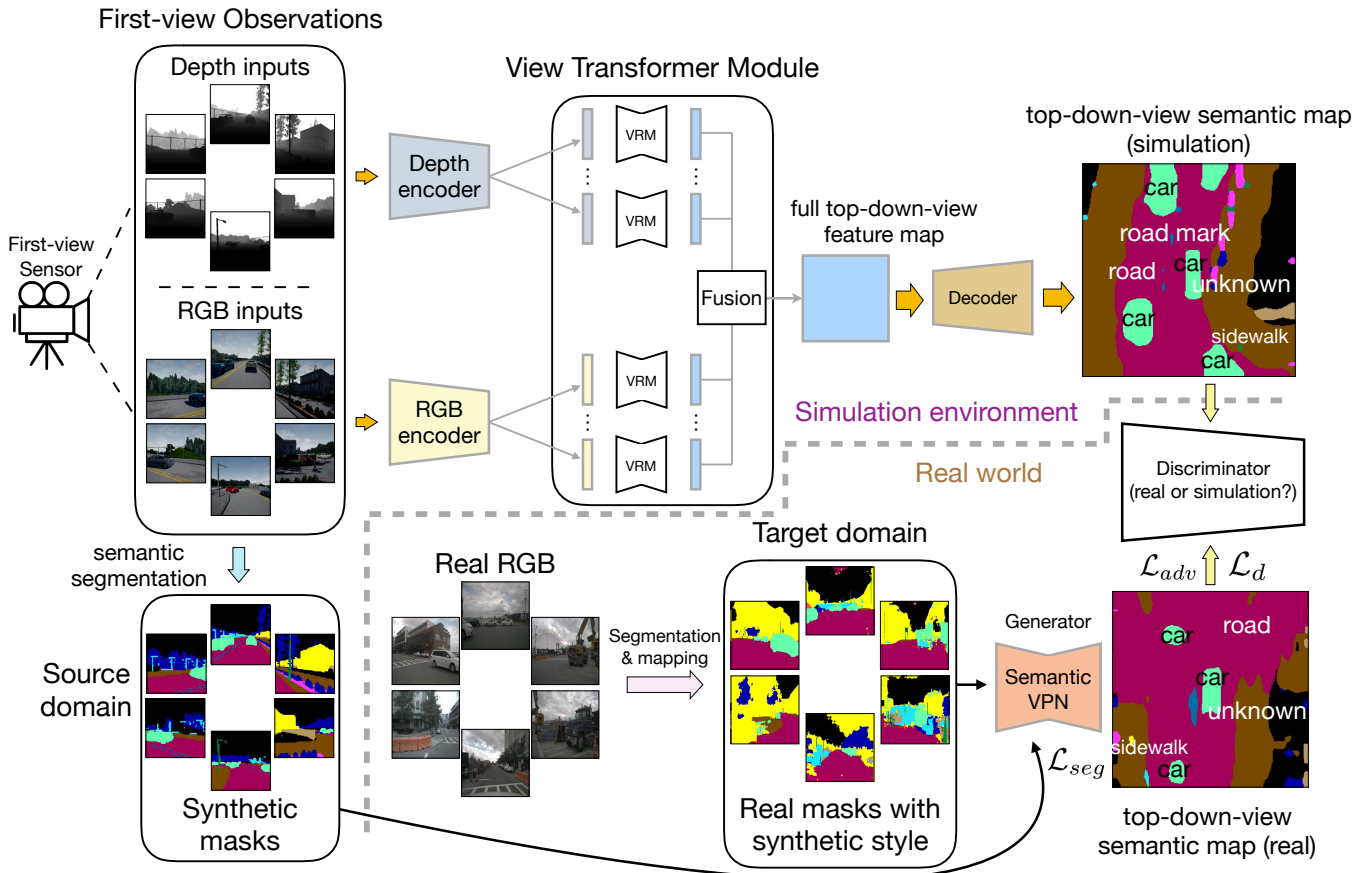 First-view Observations
Depth inputs
First-view
Sensor
RGB inputs
View Transformer Module
Depth
encoder
RGB
encoder
VRM
VRM
VRM
VRM
Fusion
full top-down-view
feature map
Decoder
top-down-view semantic map
(simulation)
car
road mark
road
car
unknown
car
sidewalk
car
Simulation environment
Real world
Discriminator
(real or simulation?)
ℒadv
ℒd
semantic
segmentation
Source
domain
Synthetic
masks
Real RGB
Segmentation
& mapping
Target domain
Real masks with
synthetic style
Generator
Semantic
VPN
ℒseg
road
car
car
unknown
sidewalk
car
top-down-view
semantic map (real)